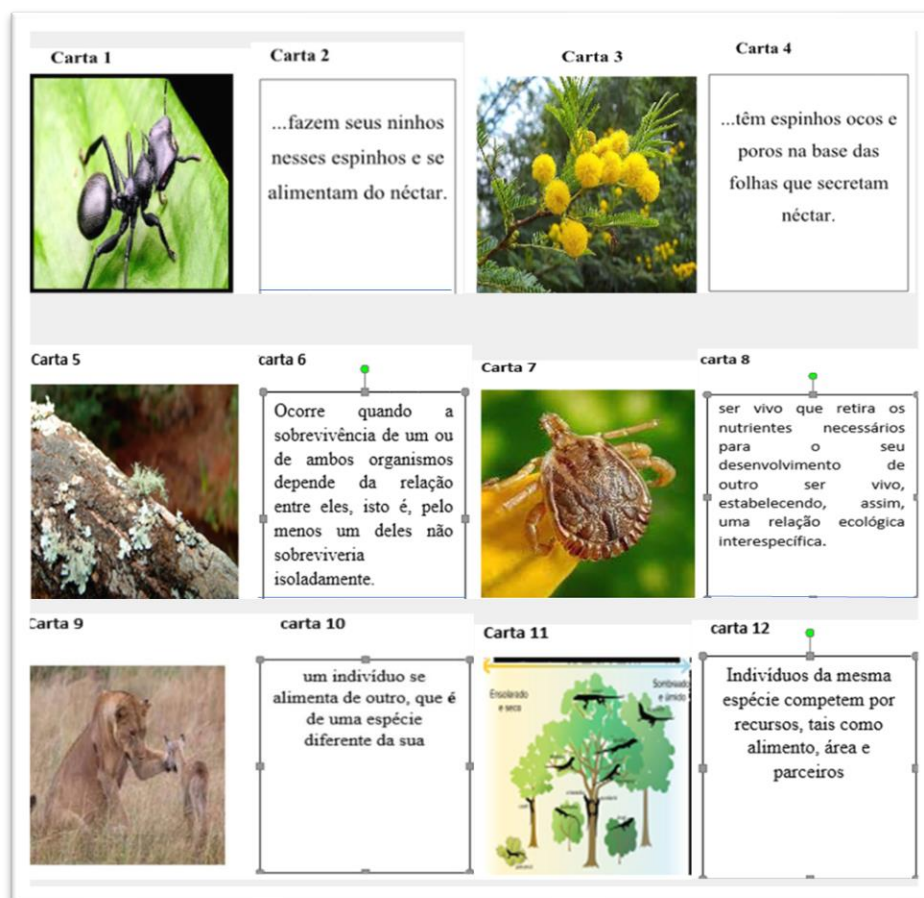 Carta 1
Carta 2
Carta 3
Carta 4
...fazem seus ninhos
nesses espinhos e se
alimentam do néctar.
...têm espinhos ocos e
poros na base das
folhas que secretam
néctar.
Carta 5
carta 6
Carta 7
carta 8
Ocorre quando a
sobrevivência de um ou
de ambos organismos
depende da relação
entre eles, isto é, pelo
menos um deles não
sobreviveria
isoladamente.
ser vivo que retira os
nutrientes necessários
para o seu
desenvolvimento de
outro ser vivo,
estabelecendo, assim,
uma relação ecológica
interespecífica.
Carta 9
carta 10
Carta 11
carta 12
um indivíduo se
alimenta de outro, que é
de uma espécie
diferente da sua
Ensolarado
e seco
Sombreado
e úmido
Indivíduos da mesma
espécie competem por
recursos, tais como
alimento, área e
parceiros